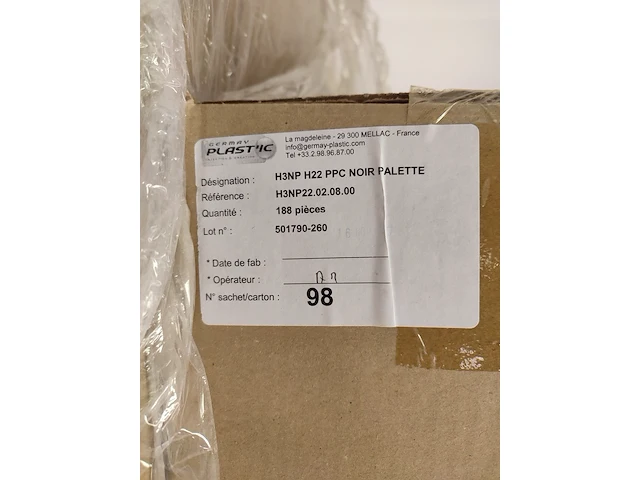 GERMAY
PLAST'IC
La magdeleine - 29 300 MELLAC - France
info@germay-plastic.com
Tel +33.2.98.96.87.00
Désignation : H3NP H22 PPC NOIR PALETTE
Référence : H3NP22.02.08.00
Quantité : 188 pièces
Lot n° : 501790-260
* Date de fab :
* Opérateur :
N° sachet/carton : 98